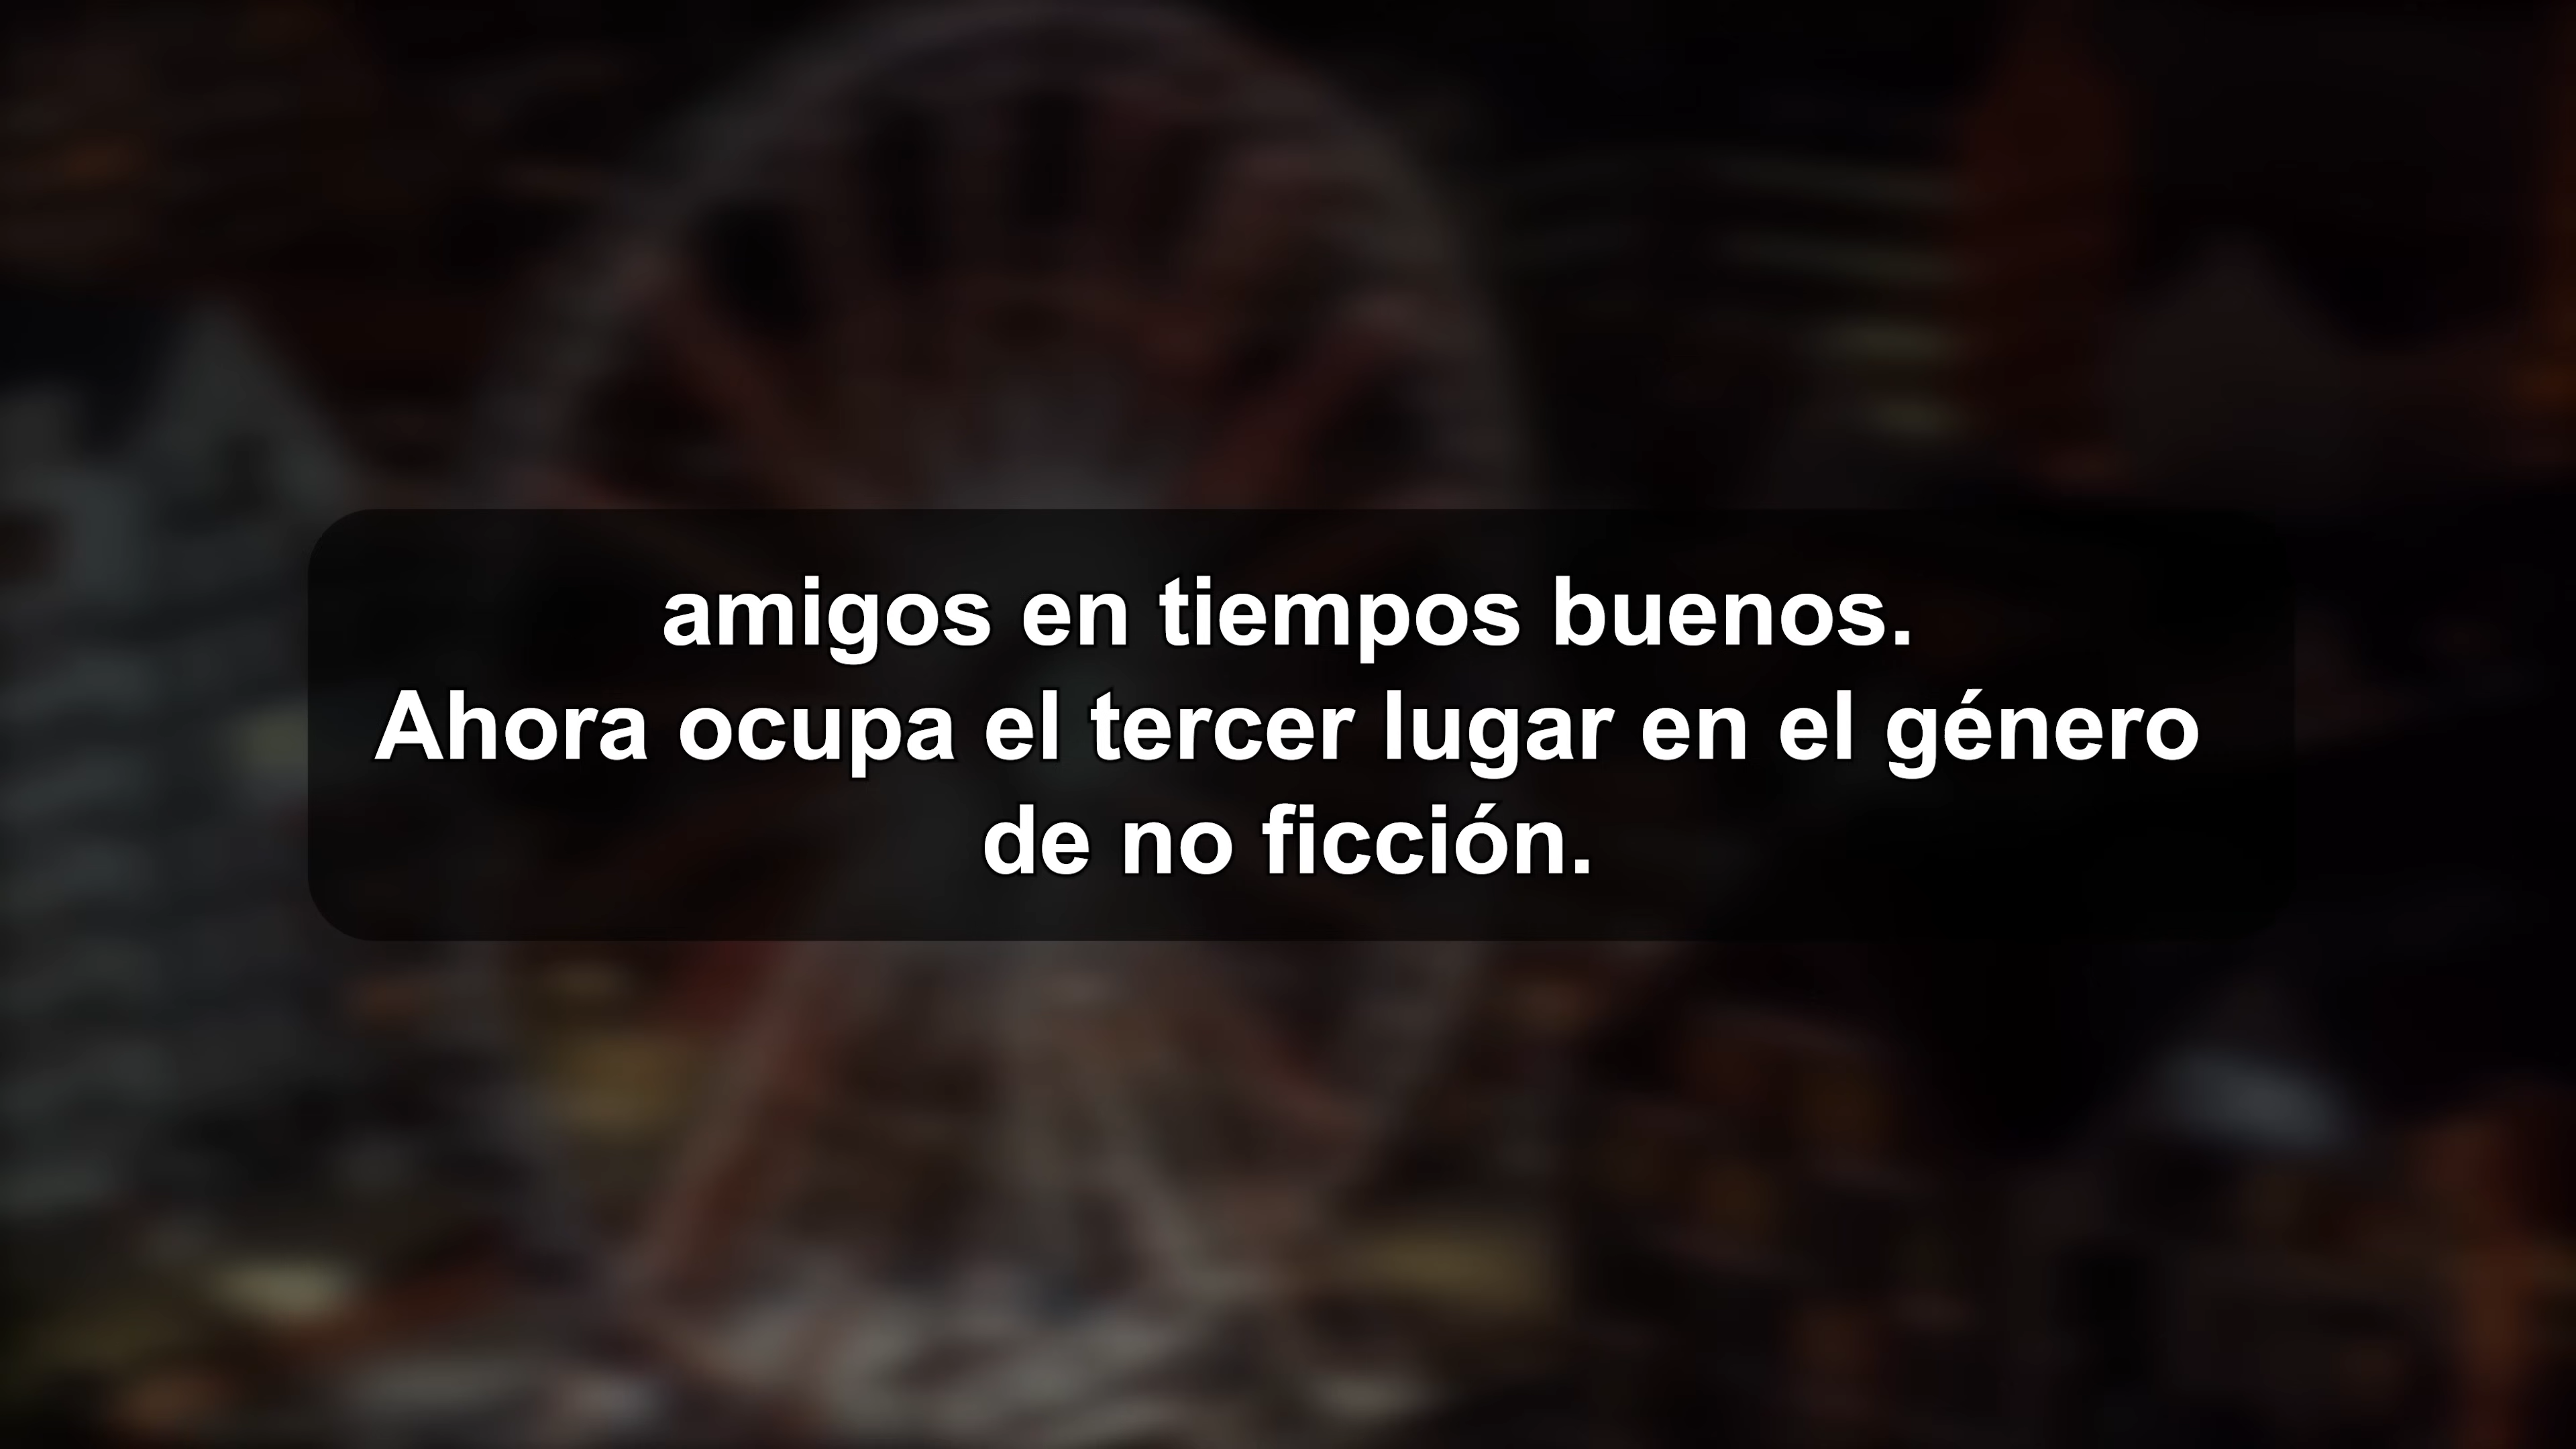 amigos en tiempos buenos.
Ahora ocupa el tercer lugar en el género
de no ficción.